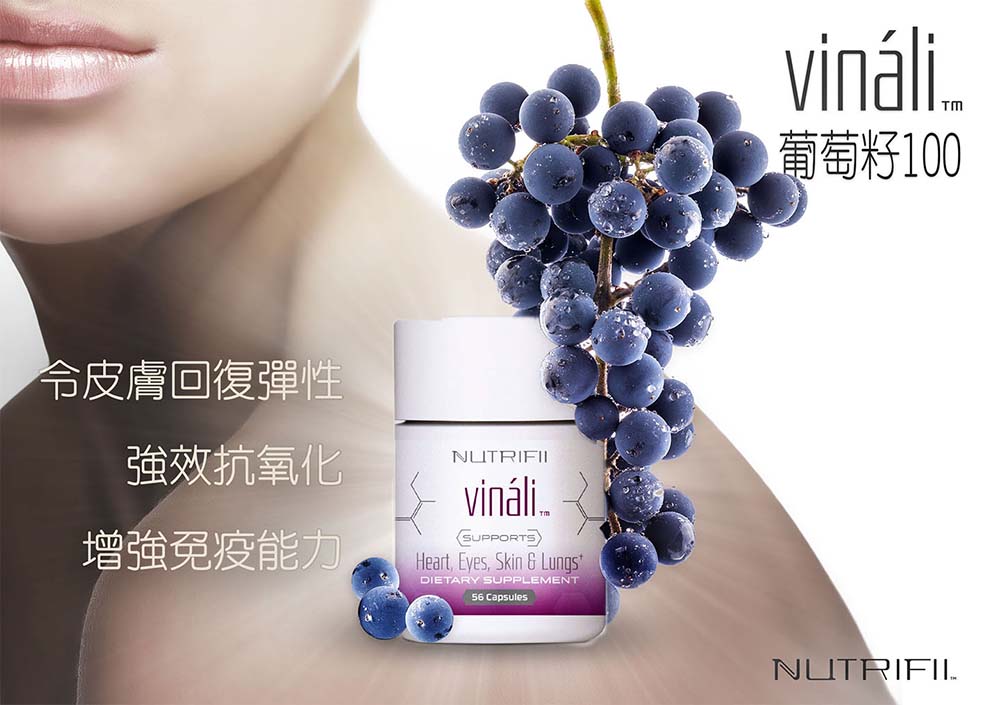 vináli™
葡萄籽100
令皮膚回復彈性
強效抗氧化
增強免疫能力
NUTRIFII
vináli™
SUPPORTS
Heart, Eyes, Skin & Lungs†
DIETARY SUPPLEMENT
56 Capsules
NUTRIFII™